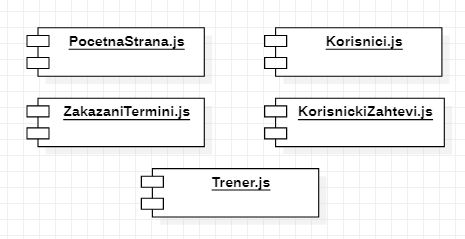 PocetnaStrana.js
Korisnici.js
ZakazaniTermini.js
KorisnickiZahtevi.js
Trener.js